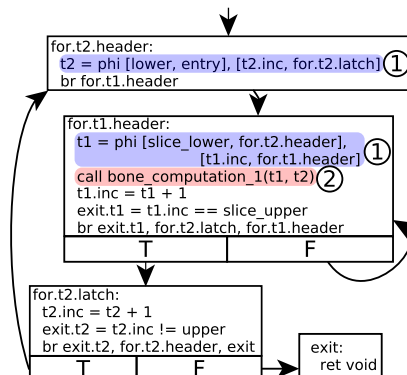 for.t2.header:
t2 = phi [lower, entry], [t2.inc, for.t2.latch] 1
br for.t1.header
for.t1.header:
t1 = phi [slice_lower, for.t2.header],
[t1.inc, for.t1.header] 1
call bone_computation_1(t1, t2) 2
t1.inc = t1 + 1
exit.t1 = t1.inc == slice_upper
br exit.t1, for.t2.latch, for.t1.header
T F
for.t2.latch:
t2.inc = t2 + 1
exit.t2 = t2.inc != upper
br exit.t2, for.t2.header, exit
T F
exit:
ret void